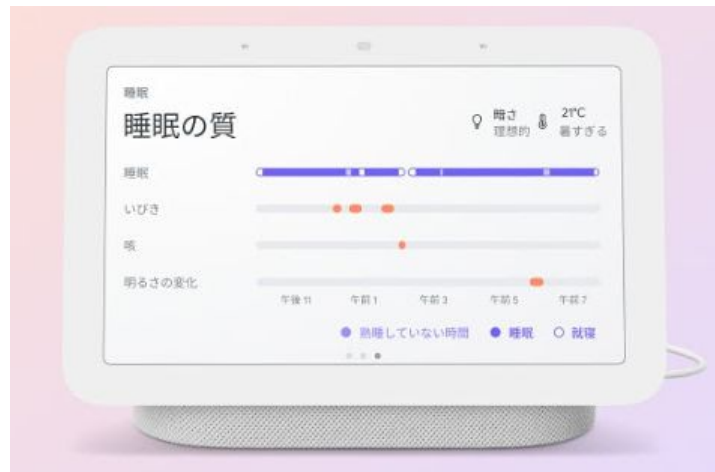 睡眠
睡眠の質
暗さ 21°C
理想的 暑すぎる
睡眠
いびき
咳
明るさの変化
午後 11 午前 1 午前 3 午前 5 午前 7
熟睡していない時間 睡眠 就寝